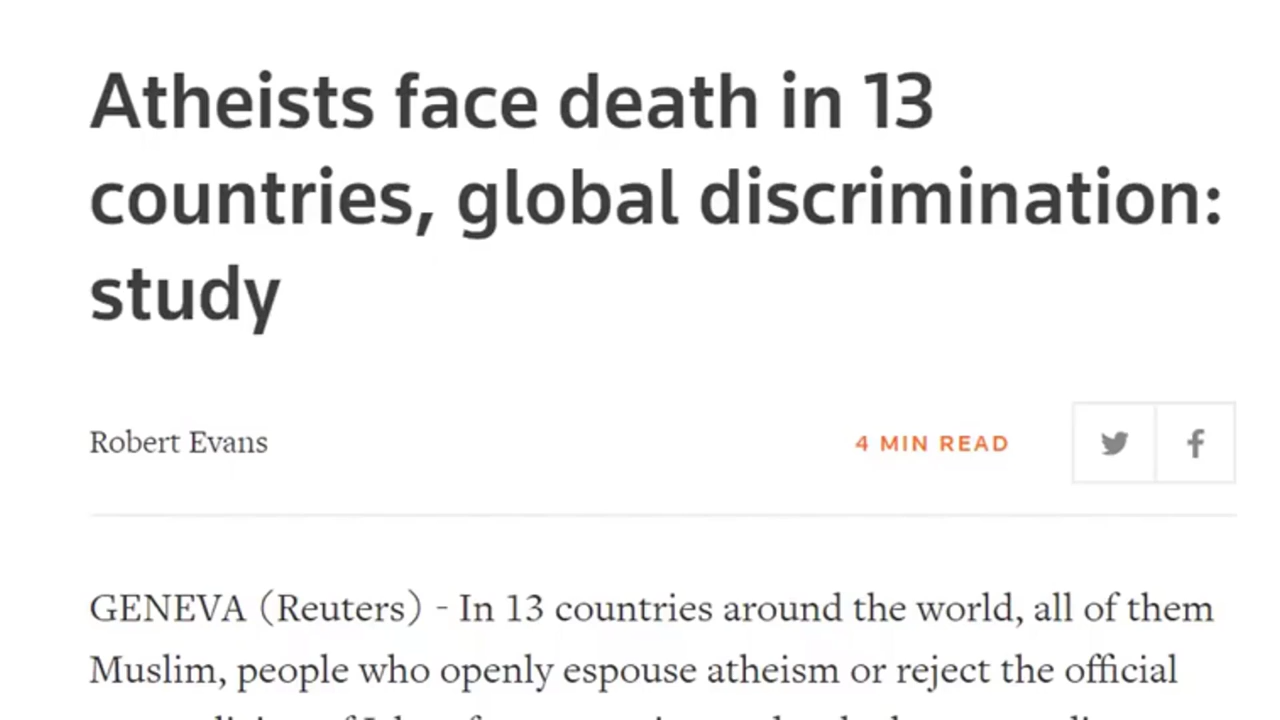 Atheists face death in 13
countries, global discrimination:
study
Robert Evans
4 MIN READ
GENEVA (Reuters) - In 13 countries around the world, all of them
Muslim, people who openly espouse atheism or reject the official